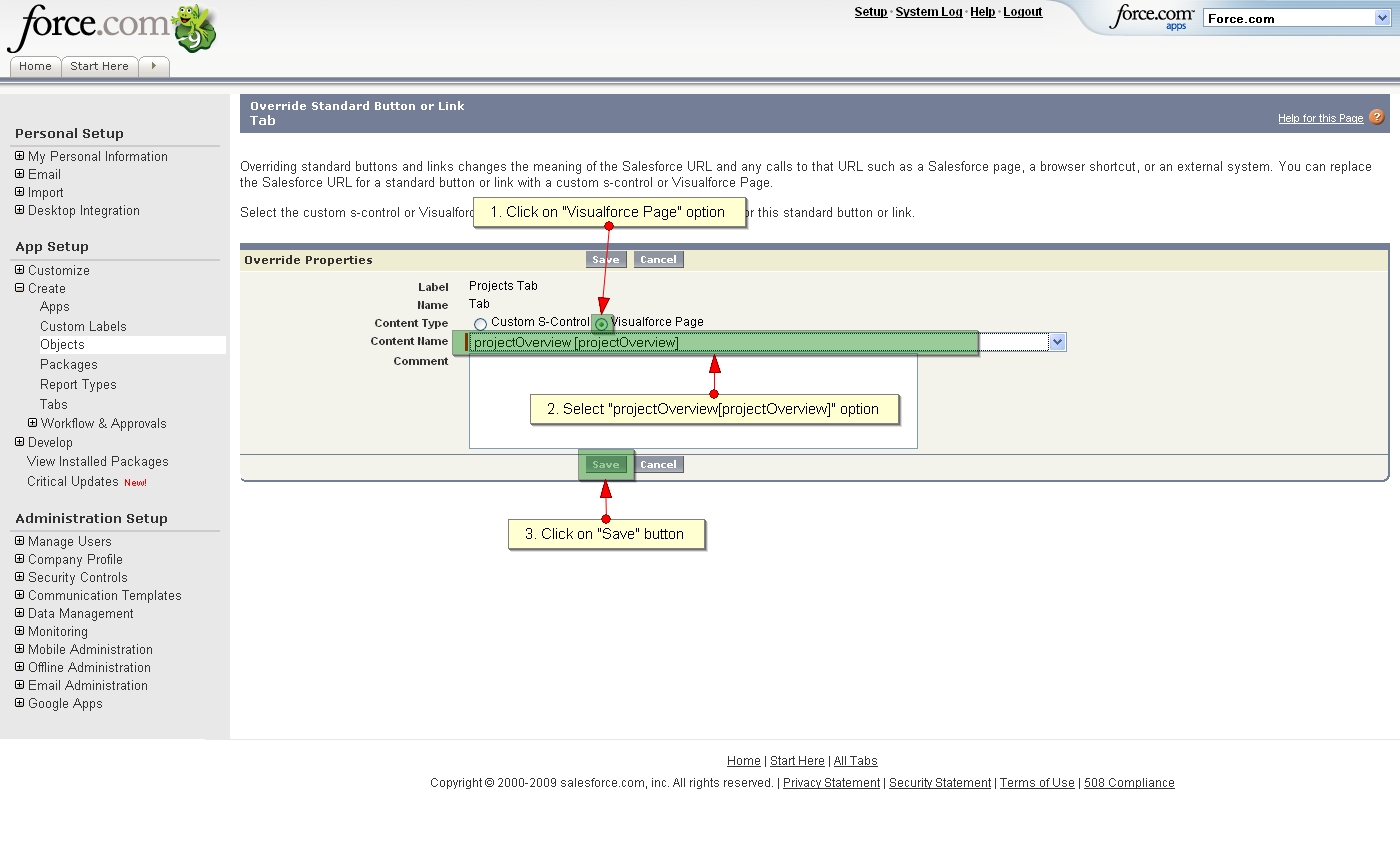 force.com 9
Setup · System Log · Help · Logout
force.com apps
Force.com
Home
Start Here
Override Standard Button or Link
Tab
Help for this Page ?
Personal Setup
My Personal Information
Email
Import
Desktop Integration
App Setup
Customize
Create
Apps
Custom Labels
Objects
Packages
Report Types
Tabs
Workflow & Approvals
Develop
View Installed Packages
Critical Updates New!
Administration Setup
Manage Users
Company Profile
Security Controls
Communication Templates
Data Management
Monitoring
Mobile Administration
Offline Administration
Email Administration
Google Apps
Overriding standard buttons and links changes the meaning of the Salesforce URL and any calls to that URL such as a Salesforce page, a browser shortcut, or an external system. You can replace
the Salesforce URL for a standard button or link with a custom s-control or Visualforce Page.
Select the custom s-control or Visualforc
1. Click on "Visualforce Page" option
r this standard button or link.
Override Properties
Save
Cancel
Label Projects Tab
Name Tab
Content Type Custom S-Control Visualforce Page
Content Name projectOverview [projectOverview]
Comment
2. Select "projectOverview[projectOverview]" option
Save
Cancel
3. Click on "Save" button
Home | Start Here | All Tabs
Copyright © 2000-2009 salesforce.com, inc. All rights reserved. | Privacy Statement | Security Statement | Terms of Use | 508 Compliance